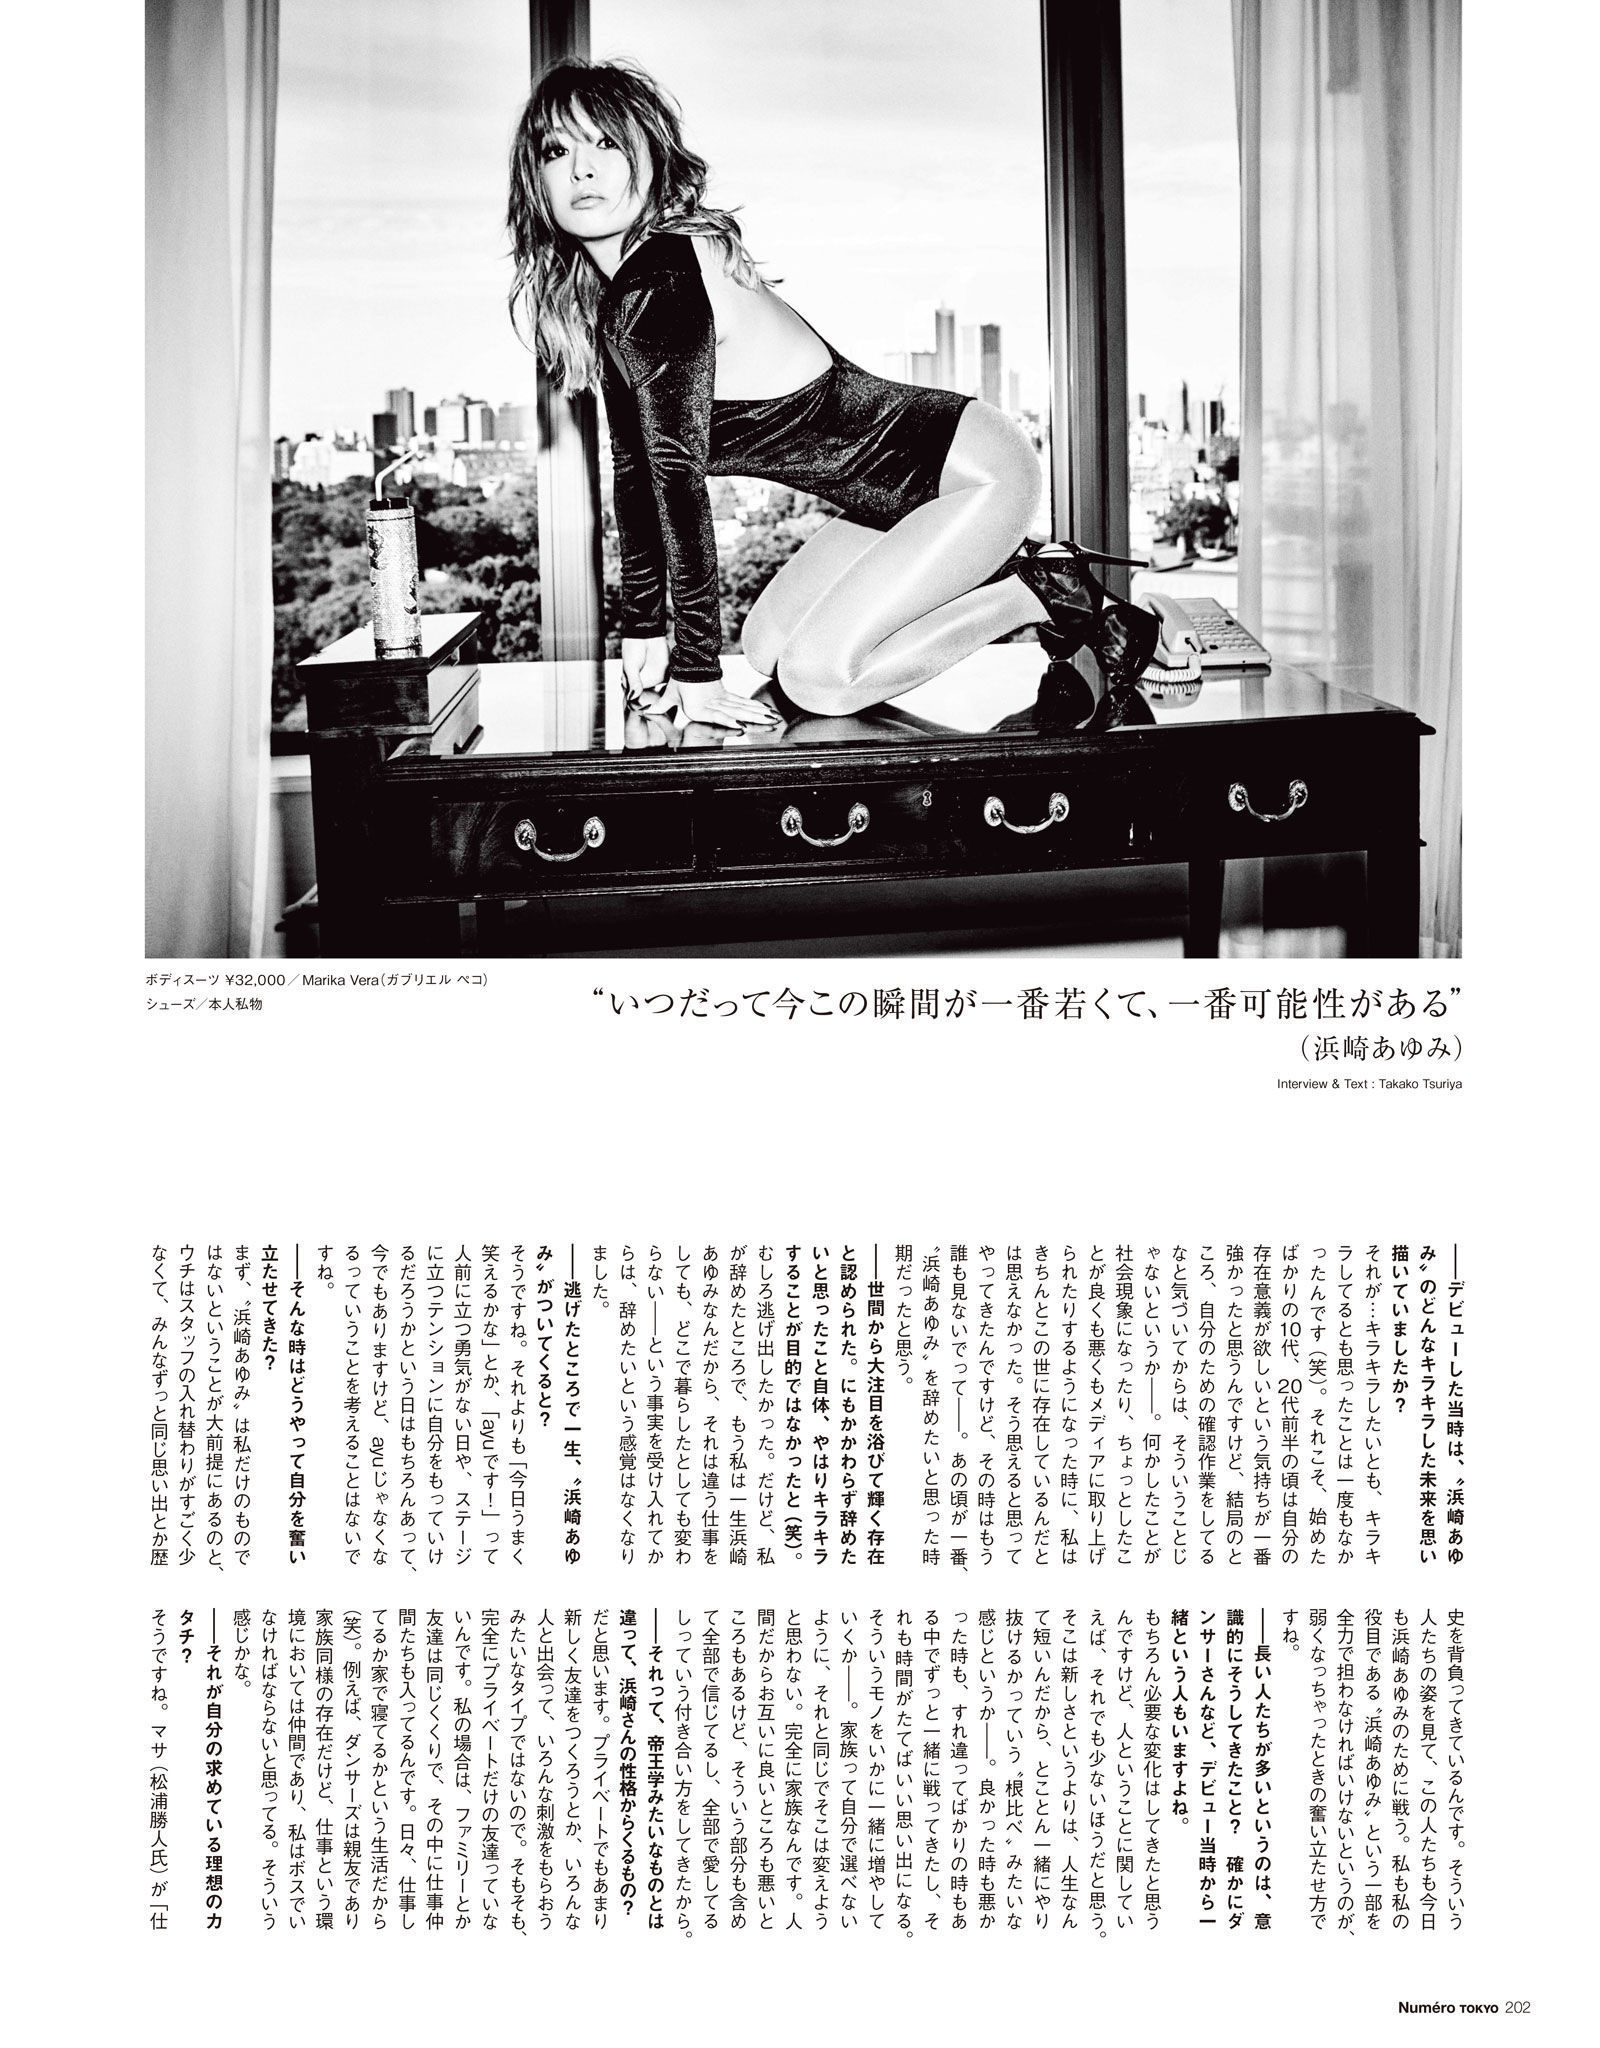 ボディスーツ ¥32,000／Marika Vera（ガブリエル ペコ）
シューズ／本人私物
“いつだって今この瞬間が一番若くて、一番可能性がある”
（浜崎あゆみ）
Interview & Text : Takako Tsuriya
――デビューした当時は、〝浜崎あゆ
み〟のどんなキラキラした未来を思い
描いていましたか？
それが…キラキラしたいとも、キラキ
ラしてるとも思ったことは一度もなか
ったんです（笑）。それこそ、始めた
ばかりの10代、20代前半の頃は自分の
存在意義が欲しいという気持ちが一番
強かったと思うんですけど、結局のと
ころ、自分のための確認作業をしてる
なと気づいてからは、そういうことじ
ゃないというか――。何かしたことが
社会現象になったり、ちょっとしたこ
とが良くも悪くもメディアに取り上げ
られたりするようになった時に、私は
きちんとこの世に存在しているんだと
は思えなかった。そう思えると思って
やってきたんですけど、その時はもう
誰も見ないでって――。あの頃が一番、
〝浜崎あゆみ〟を辞めたいと思った時
期だったと思う。
――世間から大注目を浴びて輝く存在
と認められた。にもかかわらず辞めた
いと思ったこと自体、やはりキラキラ
することが目的ではなかったと（笑）。
むしろ逃げ出したかった。だけど、私
が辞めたところで、もう私は一生浜崎
あゆみなんだから、それは違う仕事を
しても、どこで暮らしたとしても変わ
らない――という事実を受け入れてか
らは、辞めたいという感覚はなくなり
ました。
――逃げたところで一生、〝浜崎あゆ
み〟がついてくると？
そうですね。それよりも「今日うまく
笑えるかな」とか、「ayuです！」って
人前に立つ勇気がない日や、ステージ
に立つテンションに自分をもっていけ
るだろうかという日はもちろんあって、
今でもありますけど、ayuじゃなくな
るっていうことを考えることはないで
すね。
――そんな時はどうやって自分を奮い
立たせてきた？
まず、〝浜崎あゆみ〟は私だけのもので
はないということが大前提にあるのと、
ウチはスタッフの入れ替わりがすごく少
なくて、みんなずっと同じ思い出とか歴
史を背負ってきているんです。そういう
人たちの姿を見て、この人たちも今日
も浜崎あゆみのために戦う。私も私の
役目である〝浜崎あゆみ〟という一部を
全力で担わなければいけないというのが、
弱くなっちゃったときの奮い立たせ方で
すね。
――長い人たちが多いというのは、意
識的にそうしてきたこと？　確かにダ
ンサーさんなど、デビュー当時から一
緒という人もいますよね。
もちろん必要な変化はしてきたと思う
んですけど、人ということに関してい
えば、それでも少ないほうだと思う。
そこは新しさというよりは、人生なん
て短いんだから、とことん一緒にやり
抜けるかっていう〝根比べ〟みたいな
感じというか――。良かった時も悪か
った時も、すれ違ってばかりの時もあ
る中でずっと一緒に戦ってきたし、そ
れも時間がたてばいい思い出になる。
そういうモノをいかに一緒に増やして
いくか――。家族って自分で選べない
ように、それと同じでそこは変えよう
と思わない。完全に家族なんです。人
間だからお互いに良いところも悪いと
ころもあるけど、そういう部分も含め
て全部で信じてるし、全部で愛してる
しっていう付き合い方をしてきたから。
――それって、帝王学みたいなものとは
違って、浜崎さんの性格からくるもの？
だと思います。プライベートでもあまり
新しく友達をつくろうとか、いろんな
人と出会って、いろんな刺激をもらおう
みたいなタイプではないので。そもそも、
完全にプライベートだけの友達っていな
いんです。私の場合は、ファミリーとか
友達は同じくくりで、その中に仕事仲
間たちも入ってるんです。日々、仕事し
てるか家で寝てるかという生活だから
（笑）。例えば、ダンサーズは親友であり
家族同様の存在だけど、仕事という環
境においては仲間であり、私はボスでい
なければならないと思ってる。そういう
感じかな。
――それが自分の求めている理想のカ
タチ？
そうですね。マサ（松浦勝人氏）が「仕
Numéro TOKYO 202